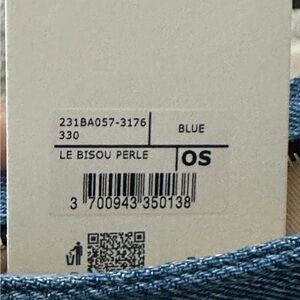 231BA057-3176
330
BLUE
LE BISOU PERLE
OS
3 700943 350138